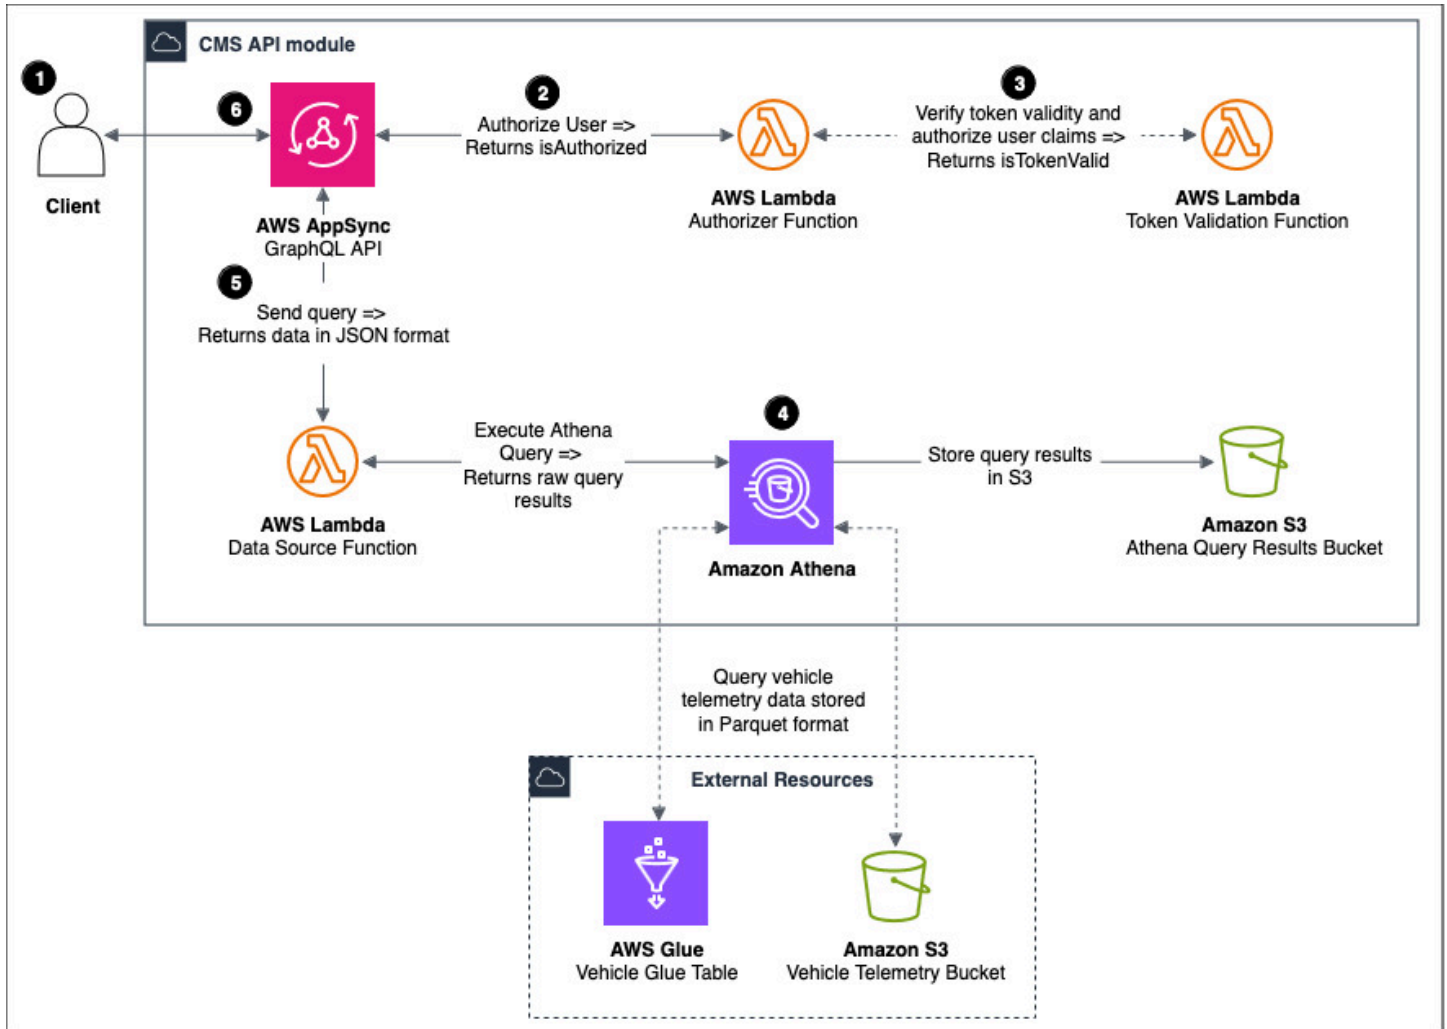 CMS API module
1
6
2
3
Authorize User =>
Returns isAuthorized
Verify token validity and
authorize user claims =>
Returns isTokenValid
Client
AWS AppSync
GraphQL API
AWS Lambda
Authorizer Function
AWS Lambda
Token Validation Function
5
Send query =>
Returns data in JSON format
4
Execute Athena
Query =>
Returns raw query
results
Store query results
in S3
AWS Lambda
Data Source Function
Amazon Athena
Amazon S3
Athena Query Results Bucket
Query vehicle
telemetry data stored
in Parquet format
External Resources
AWS Glue
Vehicle Glue Table
Amazon S3
Vehicle Telemetry Bucket